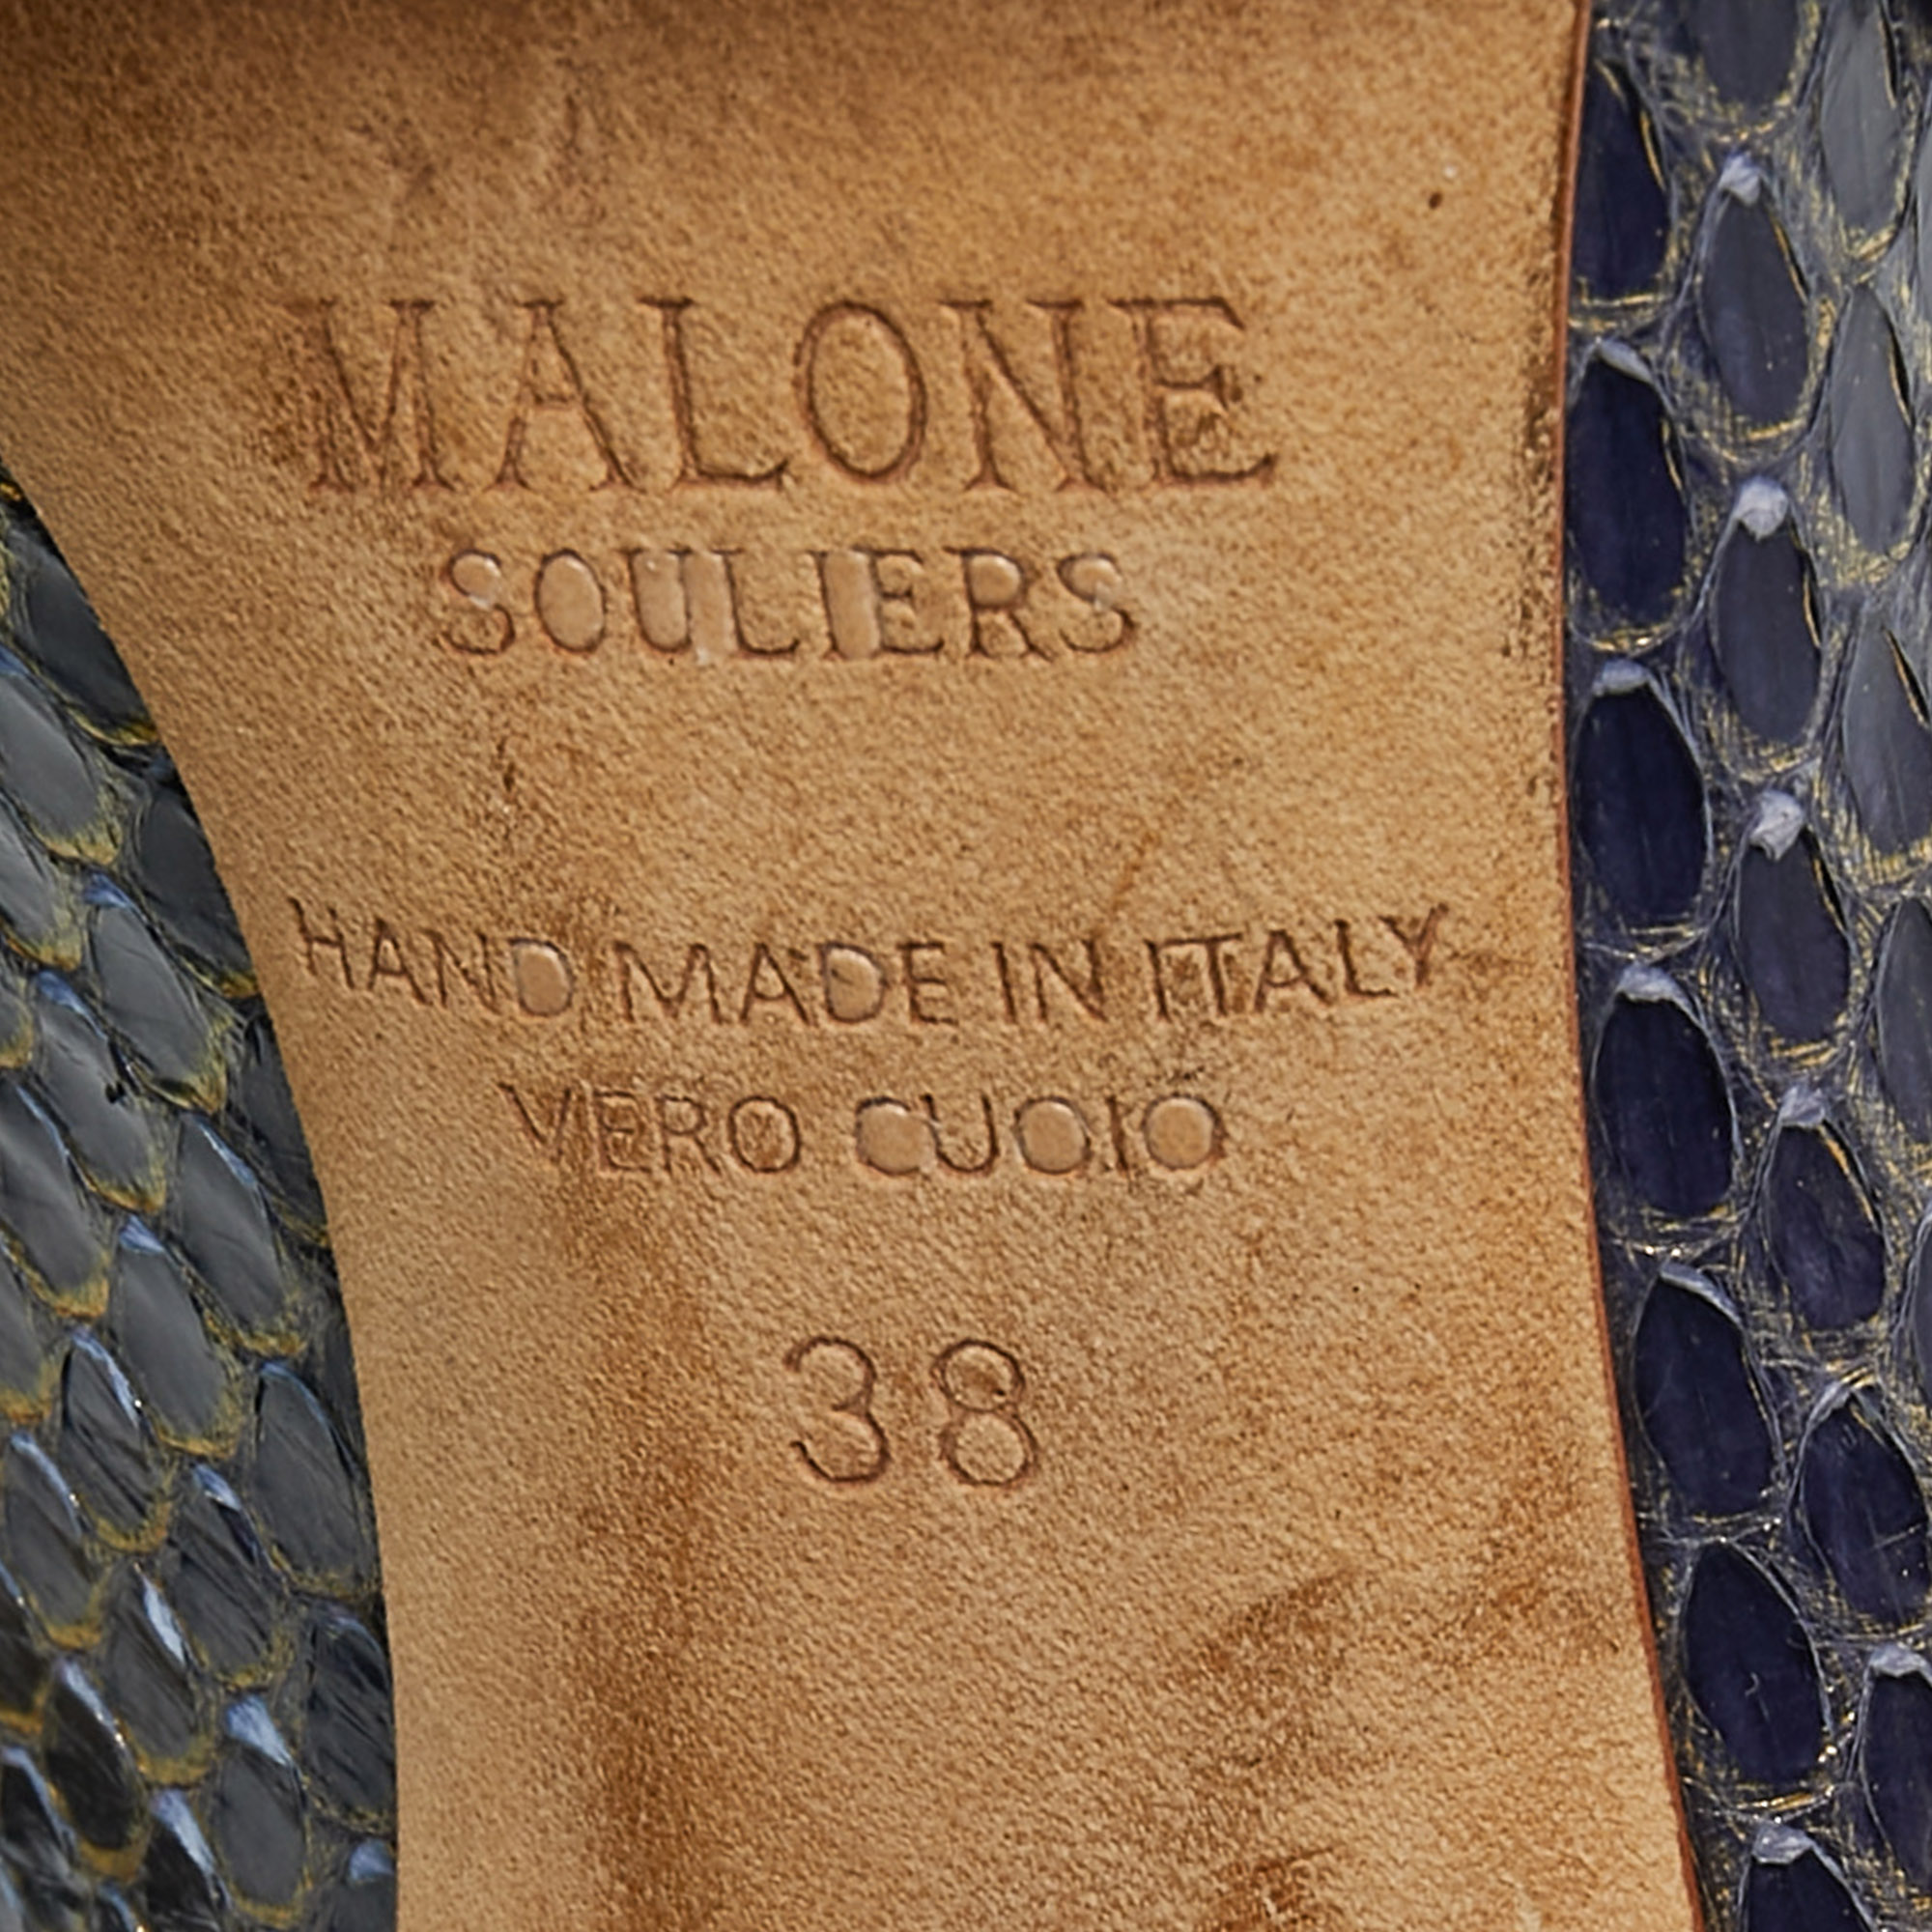 MALONE
SOULIERS
HAND MADE IN ITALY
VERO CUOIO
38